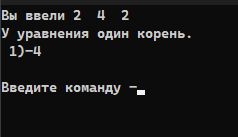 Вы ввели 2  4  2
У уравнения один корень.
 1)-4
Введите команду -